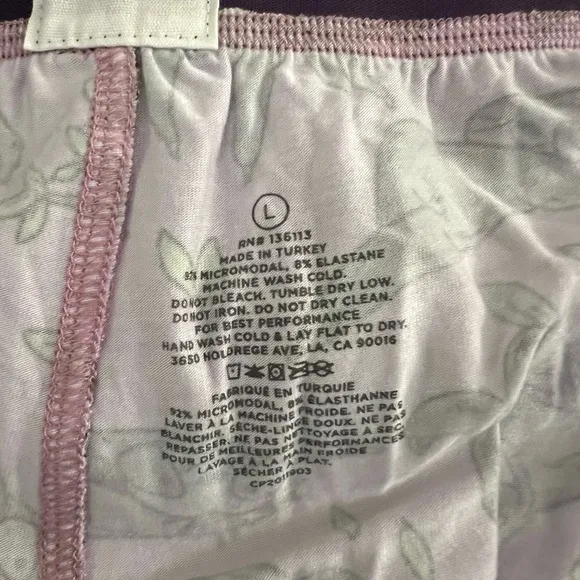 L
RN# 136113
MADE IN TURKEY
92% MICROMODAL, 8% ELASTANE
MACHINE WASH COLD.
DO NOT BLEACH. TUMBLE DRY LOW.
DO NOT IRON. DO NOT DRY CLEAN.
FOR BEST PERFORMANCE
HAND WASH COLD & LAY FLAT TO DRY.
3650 HOLDREGE AVE, LA, CA 90016
FABRIQUÉ EN TURQUIE
92% MICROMODAL, 8% ÉLASTHANNE
LAVER À LA MACHINE FROIDE. NE PAS
BLANCHIR. SÈCHE-LINGE DOUX. NE PAS
REPASSER. NE PAS NETTOYAGE A SEC.
POUR DE MEILLEURES PERFORMANCES
LAVAGE À LA MAIN FROIDE
SÉCHER À PLAT.